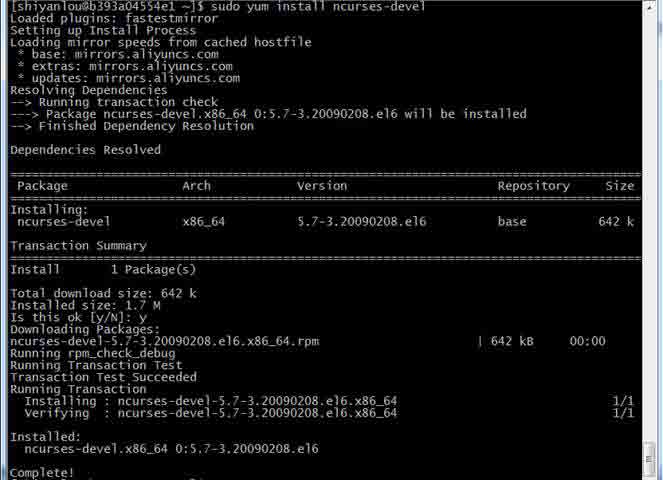 [shiyanlou@b393a04554e1 ~]$ sudo yum install ncurses-devel
Loaded plugins: fastestmirror
Setting up Install Process
Loading mirror speeds from cached hostfile
 * base: mirrors.aliyuncs.com
 * extras: mirrors.aliyuncs.com
 * updates: mirrors.aliyuncs.com
Resolving Dependencies
--> Running transaction check
---> Package ncurses-devel.x86_64 0:5.7-3.20090208.el6 will be installed
--> Finished Dependency Resolution
Dependencies Resolved
Package Arch Version Repository Size
Installing:
 ncurses-devel x86_64 5.7-3.20090208.el6 base 642 k
Transaction Summary
Install 1 Package(s)
Total download size: 642 k
Installed size: 1.7 M
Is this ok [y/N]: y
Downloading Packages:
ncurses-devel-5.7-3.20090208.el6.x86_64.rpm | 642 kB 00:00
Running rpm_check_debug
Running Transaction Test
Transaction Test Succeeded
Running Transaction
  Installing : ncurses-devel-5.7-3.20090208.el6.x86_64 1/1
  Verifying : ncurses-devel-5.7-3.20090208.el6.x86_64 1/1
Installed:
  ncurses-devel.x86_64 0:5.7-3.20090208.el6
Complete!